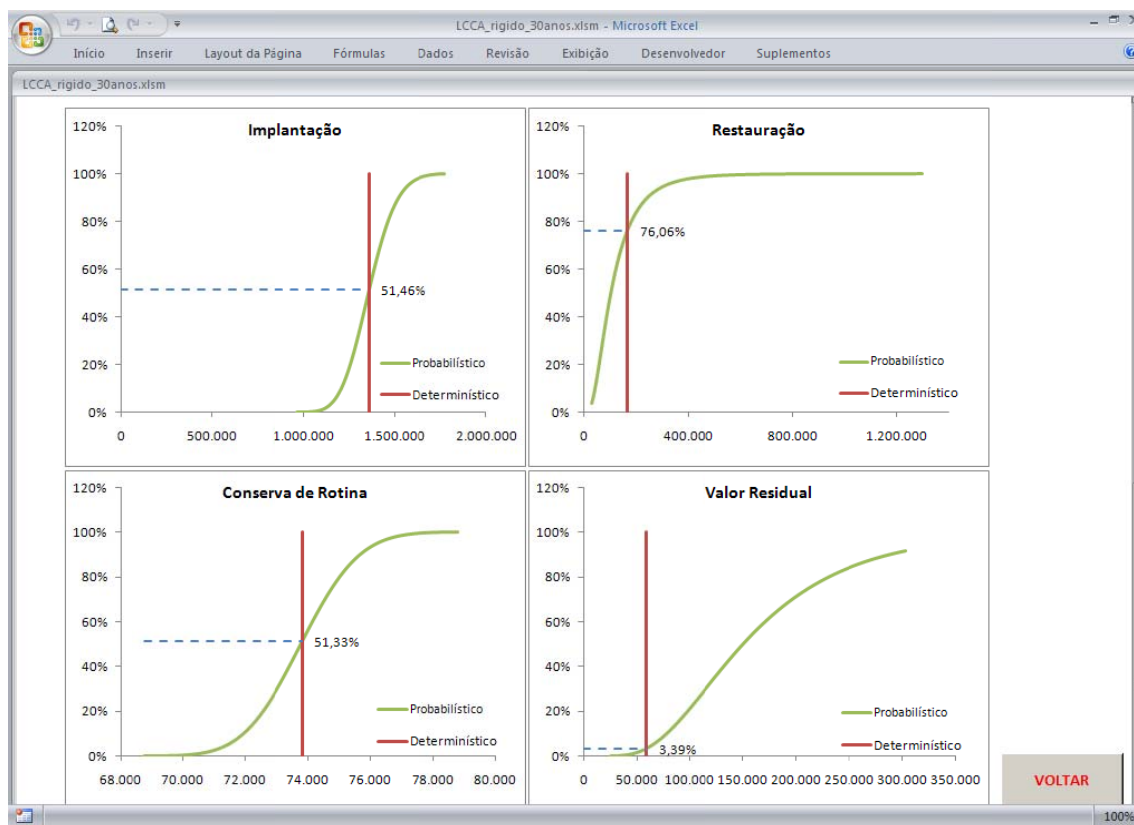 LCCA_rigido_30anos.xlsm - Microsoft Excel
Início Inserir Layout da Página Fórmulas Dados Revisão Exibição Desenvolvedor Suplementos
LCCA_rigido_30anos.xlsm
Implantação
120%
100%
80%
60%
40%
20%
0%
0 500.000 1.000.000 1.500.000 2.000.000
51,46%
Probabilístico
Determinístico
Restauração
120%
100%
80%
60%
40%
20%
0%
0 400.000 800.000 1.200.000
76,06%
Probabilístico
Determinístico
Conserva de Rotina
120%
100%
80%
60%
40%
20%
0%
68.000 70.000 72.000 74.000 76.000 78.000 80.000
51,33%
Probabilístico
Determinístico
Valor Residual
120%
100%
80%
60%
40%
20%
0%
0 50.000 100.000 150.000 200.000 250.000 300.000 350.000
3,39%
Probabilístico
Determinístico
VOLTAR
100%